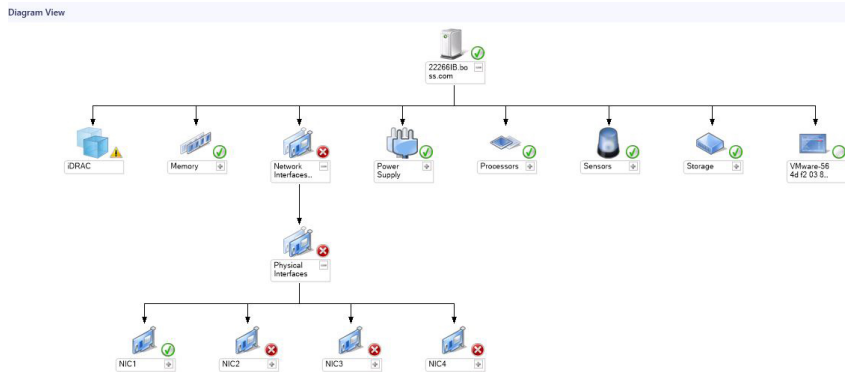 Diagram View
22266IB.bo
ss.com
iDRAC
Memory
Network
Interfaces...
Power
Supply
Processors
Sensors
Storage
VMware-56
4d f2 03 8...
Physical
Interfaces
NIC1
NIC2
NIC3
NIC4